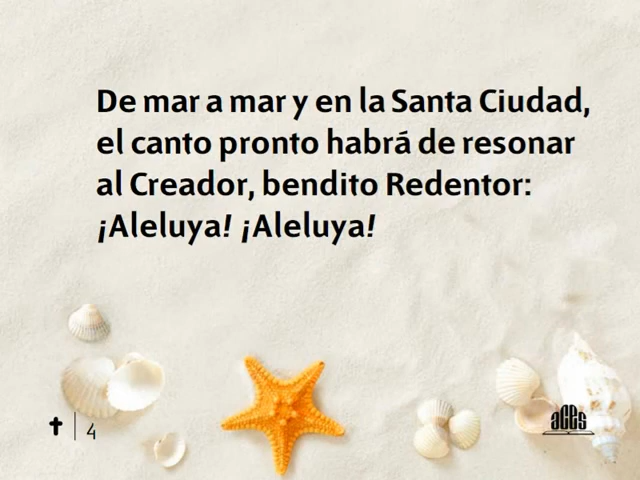 De mar a mar y en la Santa Ciudad,
el canto pronto habrá de resonar
al Creador, bendito Redentor:
¡Aleluya! ¡Aleluya!
4
aces